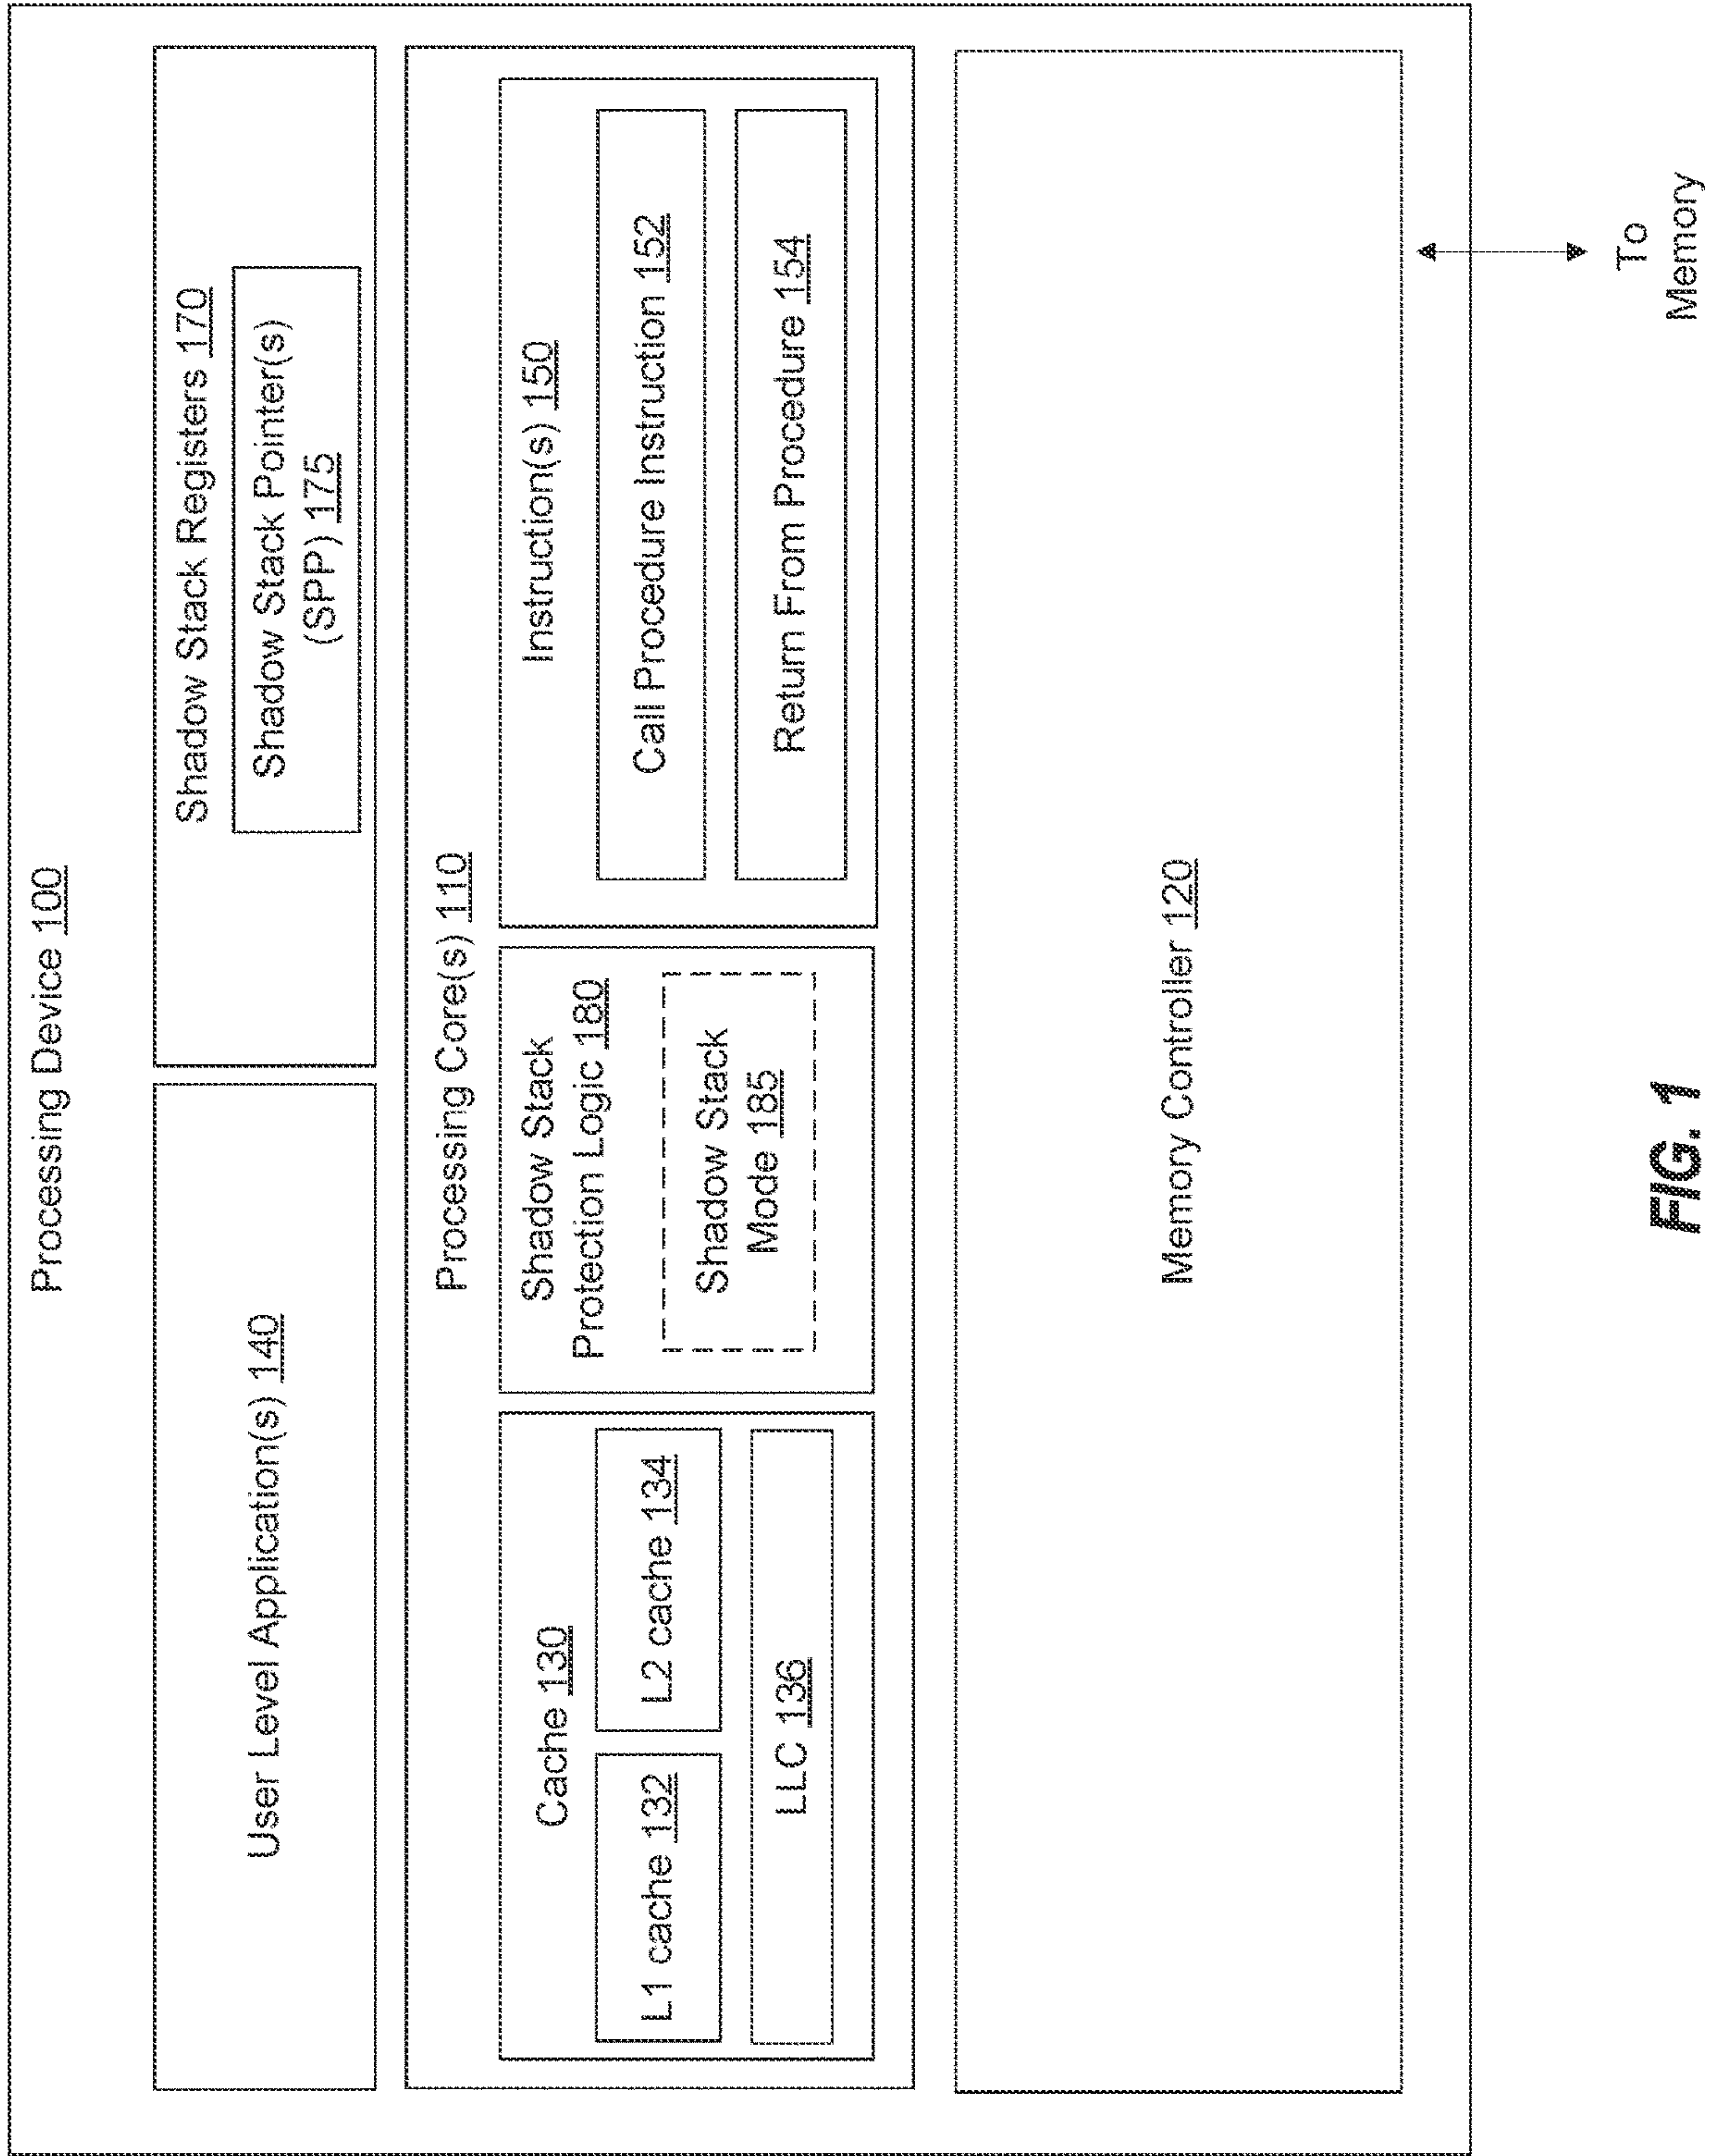 Processing Device 100
User Level Application(s) 140
Shadow Stack Registers 170
Shadow Stack Pointer(s)
(SPP) 175
Processing Core(s) 110
Cache 130
L1 cache 132
L2 cache 134
LLC 136
Shadow Stack
Protection Logic 180
Shadow Stack
Mode 185
Instruction(s) 150
Call Procedure Instruction 152
Return From Procedure 154
Memory Controller 120
To
Memory
FIG. 1